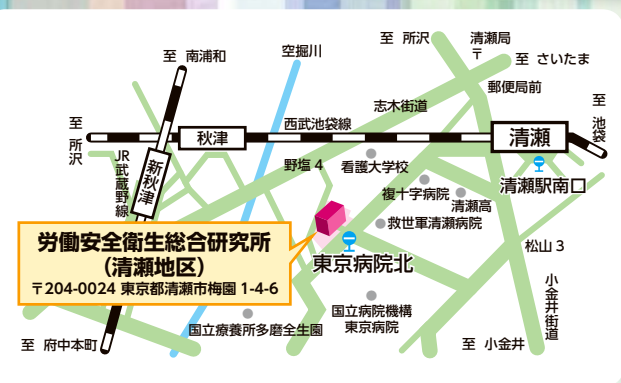 至 所沢
清瀬局
〒
至 南浦和
空掘川
至 さいたま
郵便局前
志木街道
至 池袋
至 所沢
秋津
西武池袋線
清瀬
JR武蔵野線
新秋津
野塩 4
看護大学校
清瀬駅南口
複十字病院
清瀬局
救世軍清瀬病院
労働安全衛生総合研究所
(清瀬地区)
〒204-0024 東京都清瀬市梅園 1-4-6
東京病院北
松山 3
小金井街道
国立病院機構
東京病院
国立療養所多磨全生園
至 府中本町
至 小金井